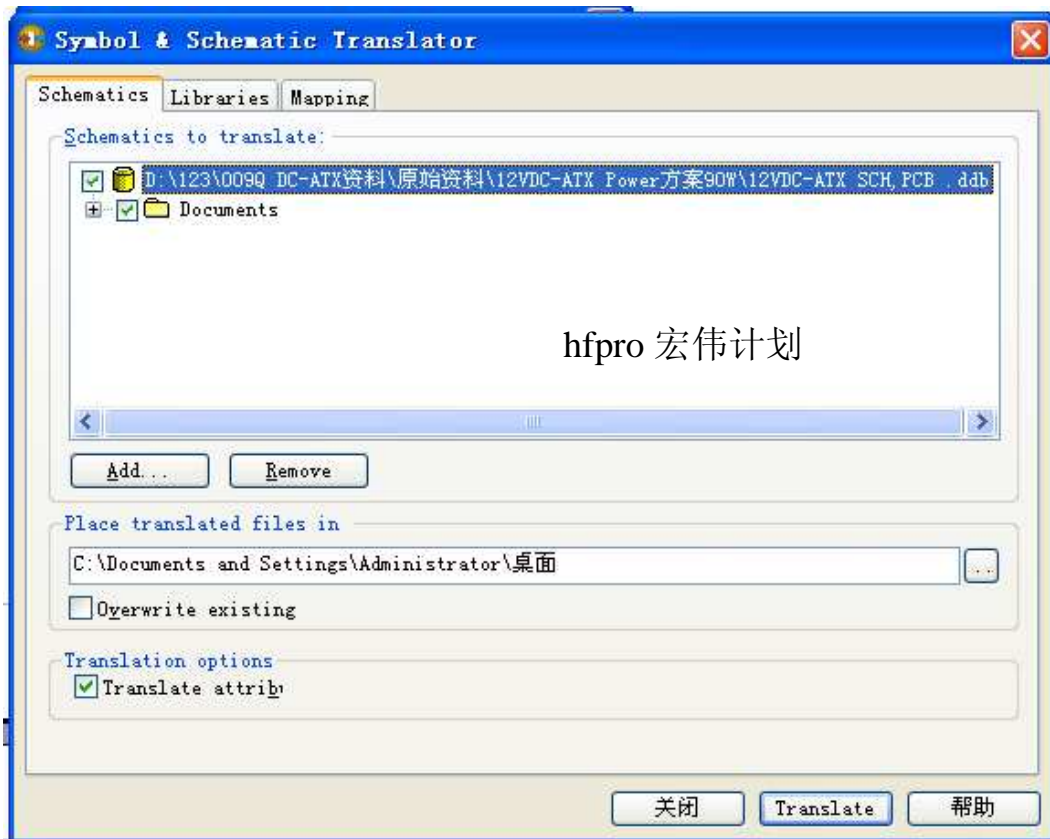 Symbol & Schematic Translator
Schematics Libraries Mapping
Schematics to translate:
D:\123\009Q DC-ATX资料\原始资料\12VDC-ATX Power方案90W\12VDC-ATX SCH,PCB .ddb
Documents
hfpro 宏伟计划
Add... Remove
Place translated files in
C:\Documents and Settings\Administrator\桌面
..
Overwrite existing
Translation options
Translate attrib
关闭 Translate 帮助